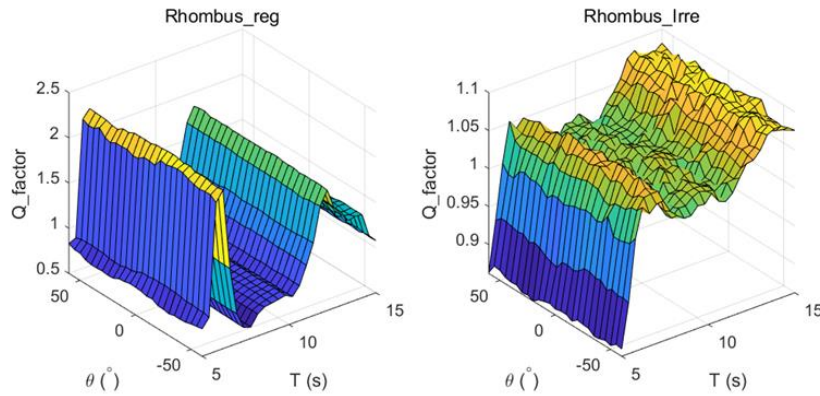 Rhombus_reg
2.5
2
1.5
1
0.5
Q_factor
50
0
-50
θ (°)
5
10
15
T (s)
Rhombus_Irre
1.1
1.05
1
0.95
0.9
Q_factor
50
0
-50
θ (°)
5
10
15
T (s)